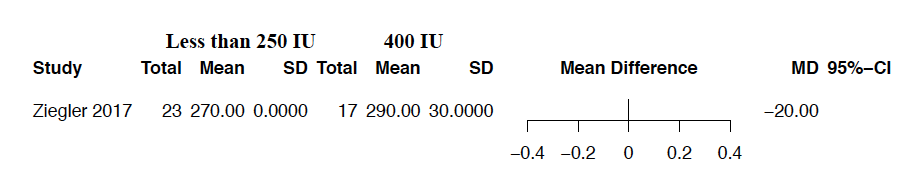 Less than 250 IU 400 IU
Study Total Mean SD Total Mean SD Mean Difference MD 95%−CI
Ziegler 2017 23 270.00 0.0000 17 290.00 30.0000 −20.00
−0.4 −0.2 0 0.2 0.4